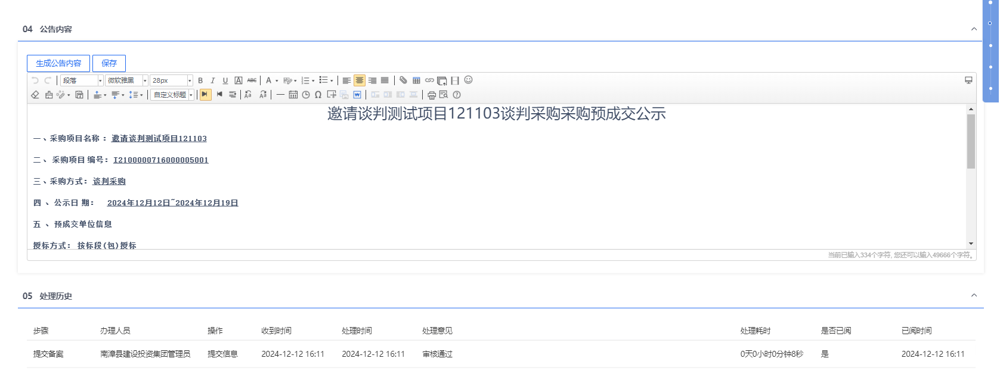 04 公告内容
生成公告内容 保存
段落 微软雅黑 28px B I U A ABC A
自定义标题
邀请谈判测试项目121103谈判采购采购预成交公示
一、采购项目名称 ：邀请谈判测试项目121103
二、 采购项目 编号：I2100000716000005001
三、采购方式：谈判采购
四 、 公示日 期： 2024年12月12日~2024年12月19日
五 、 预成交单位信息
授标方式： 按标段(包)授标
当前已输入334个字符, 您还可以输入49666个字符。
05 处理历史
步骤 办理人员 操作 收到时间 处理时间 处理意见 处理耗时 是否已阅 已阅时间
提交备案 南漳县建设投资集团管理员 提交信息 2024-12-12 16:11 2024-12-12 16:11 审核通过 0天0小时0分钟8秒 是 2024-12-12 16:11